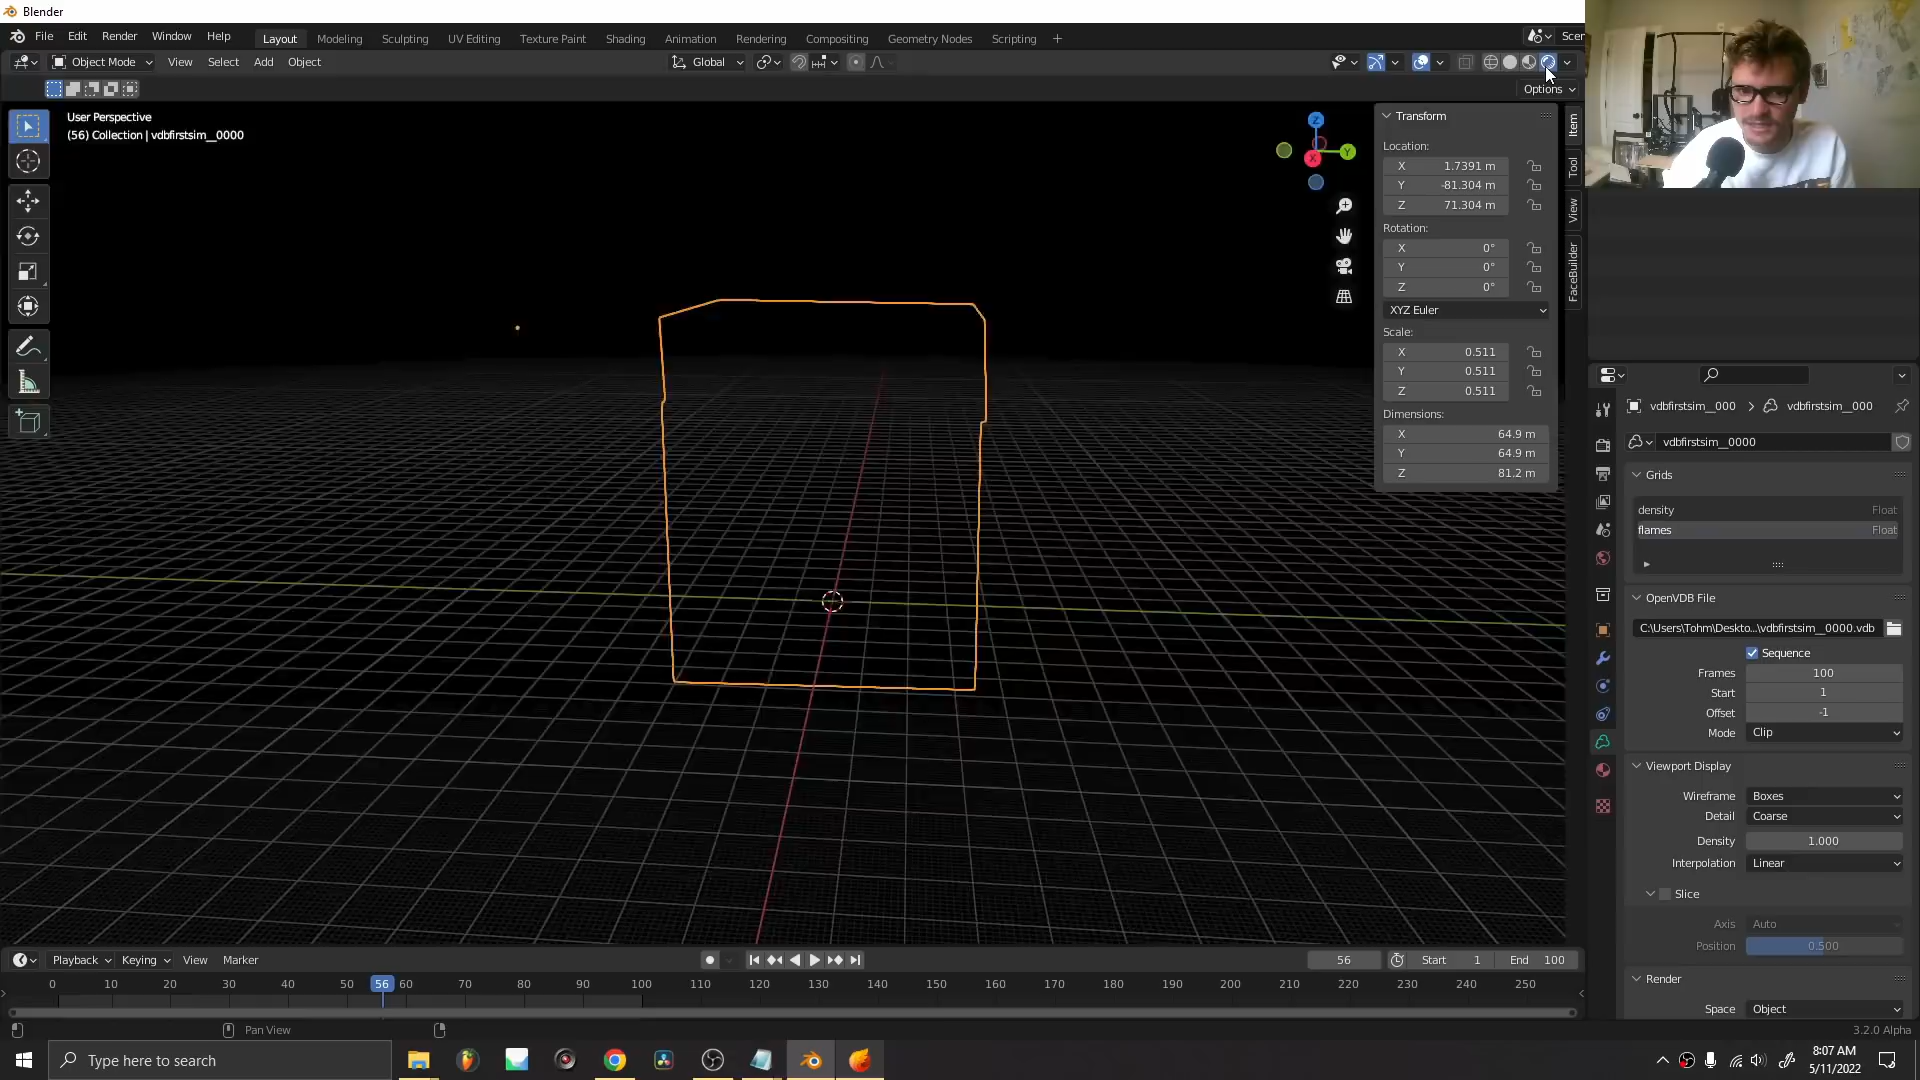 Blender
File Edit Render Window Help Layout Modeling Sculpting UV Editing Texture Paint Shading Animation Rendering Compositing Geometry Nodes Scripting + Scen
Object Mode View Select Add Object Global
Options
User Perspective
(56) Collection | vdbfirstsim__0000
Z
Y
X
Transform
Location:
X 1.7391 m
Y -81.304 m
Z 71.304 m
Rotation:
X 0°
Y 0°
Z 0°
XYZ Euler
Scale:
X 0.511
Y 0.511
Z 0.511
Dimensions:
X 64.9 m
Y 64.9 m
Z 81.2 m
Item
Tool
View
FaceBuilder
vdbfirstsim__000 > vdbfirstsim__000
vdbfirstsim__0000
Grids
density Float
flames Float
OpenVDB File
C:\Users\Tohm\Deskto...\vdbfirstsim__0000.vdb
Sequence
Frames 100
Start 1
Offset -1
Mode Clip
Viewport Display
Wireframe Boxes
Detail Coarse
Density 1.000
Interpolation Linear
Slice
Axis Auto
Position 0.500
Render
Space Object
Playback Keying View Marker 56 Start 1 End 100
0 10 20 30 40 50 56 60 70 80 90 100 110 120 130 140 150 160 170 180 190 200 210 220 230 240 250
Pan View 3.2.0 Alpha
Type here to search
8:07 AM
5/11/2022